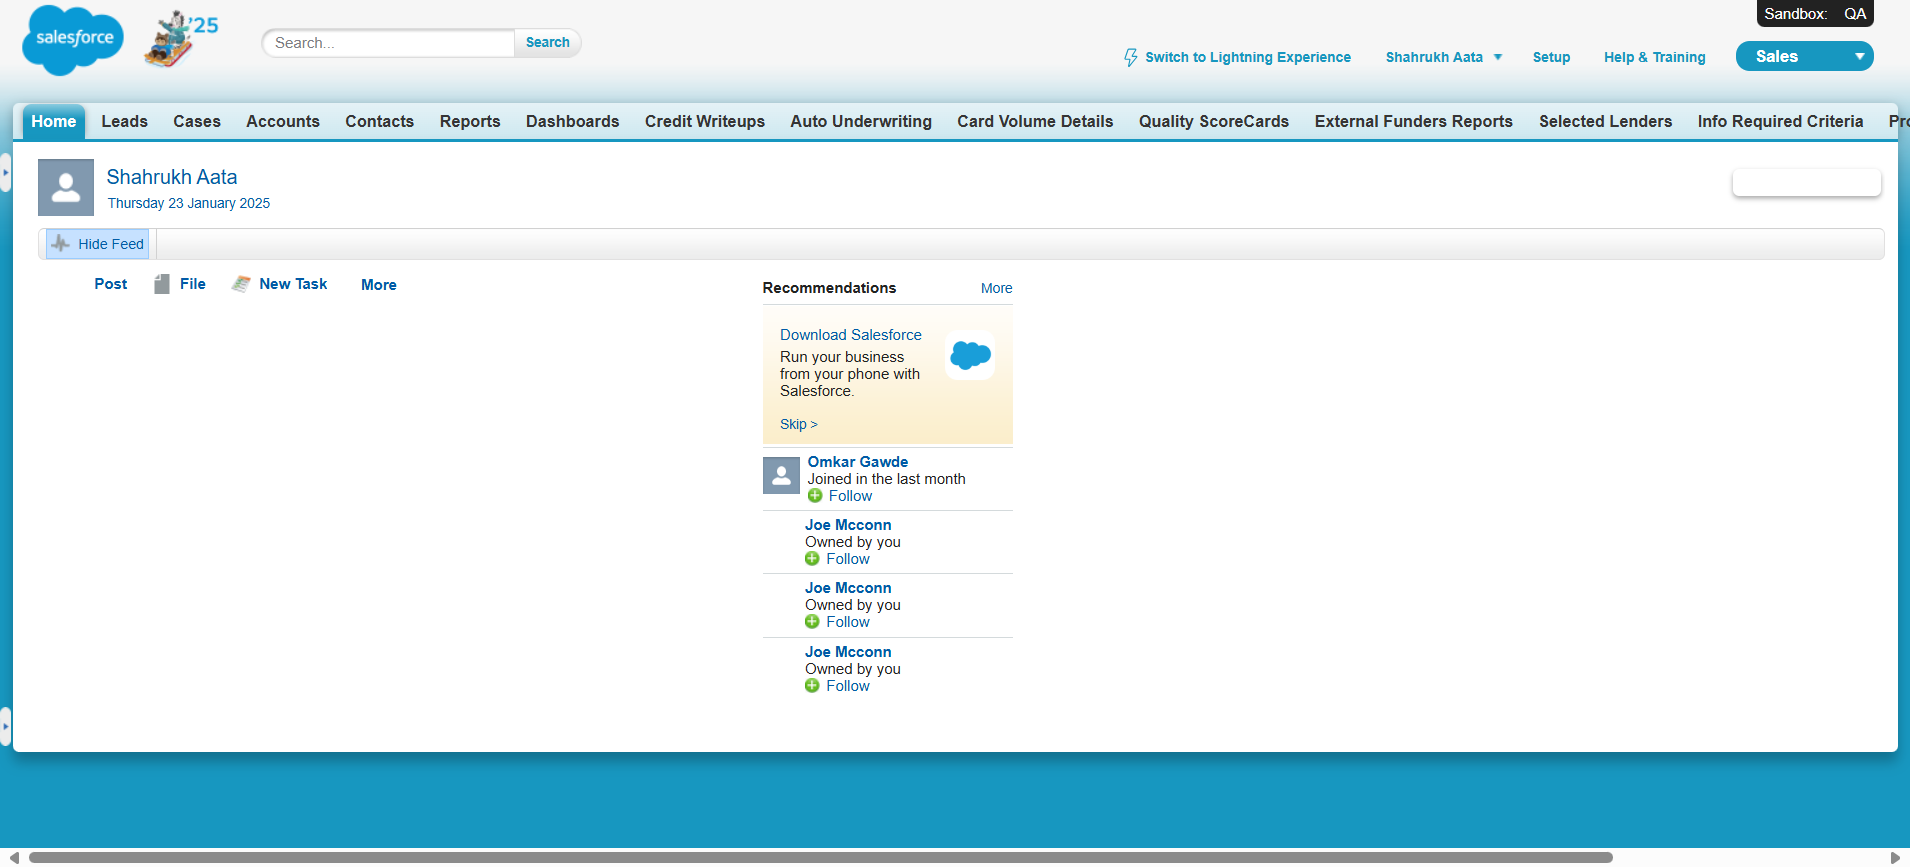 Sandbox: QA
salesforce
'25
Search...
Search
Switch to Lightning Experience
Shahrukh Aata
Setup
Help & Training
Sales
Home
Leads
Cases
Accounts
Contacts
Reports
Dashboards
Credit Writeups
Auto Underwriting
Card Volume Details
Quality ScoreCards
External Funders Reports
Selected Lenders
Info Required Criteria
Shahrukh Aata
Thursday 23 January 2025
Hide Feed
Post
File
New Task
More
Recommendations
More
Download Salesforce
Run your business
from your phone with
Salesforce.
Skip >
Omkar Gawde
Joined in the last month
Follow
Joe Mcconn
Owned by you
Follow
Joe Mcconn
Owned by you
Follow
Joe Mcconn
Owned by you
Follow